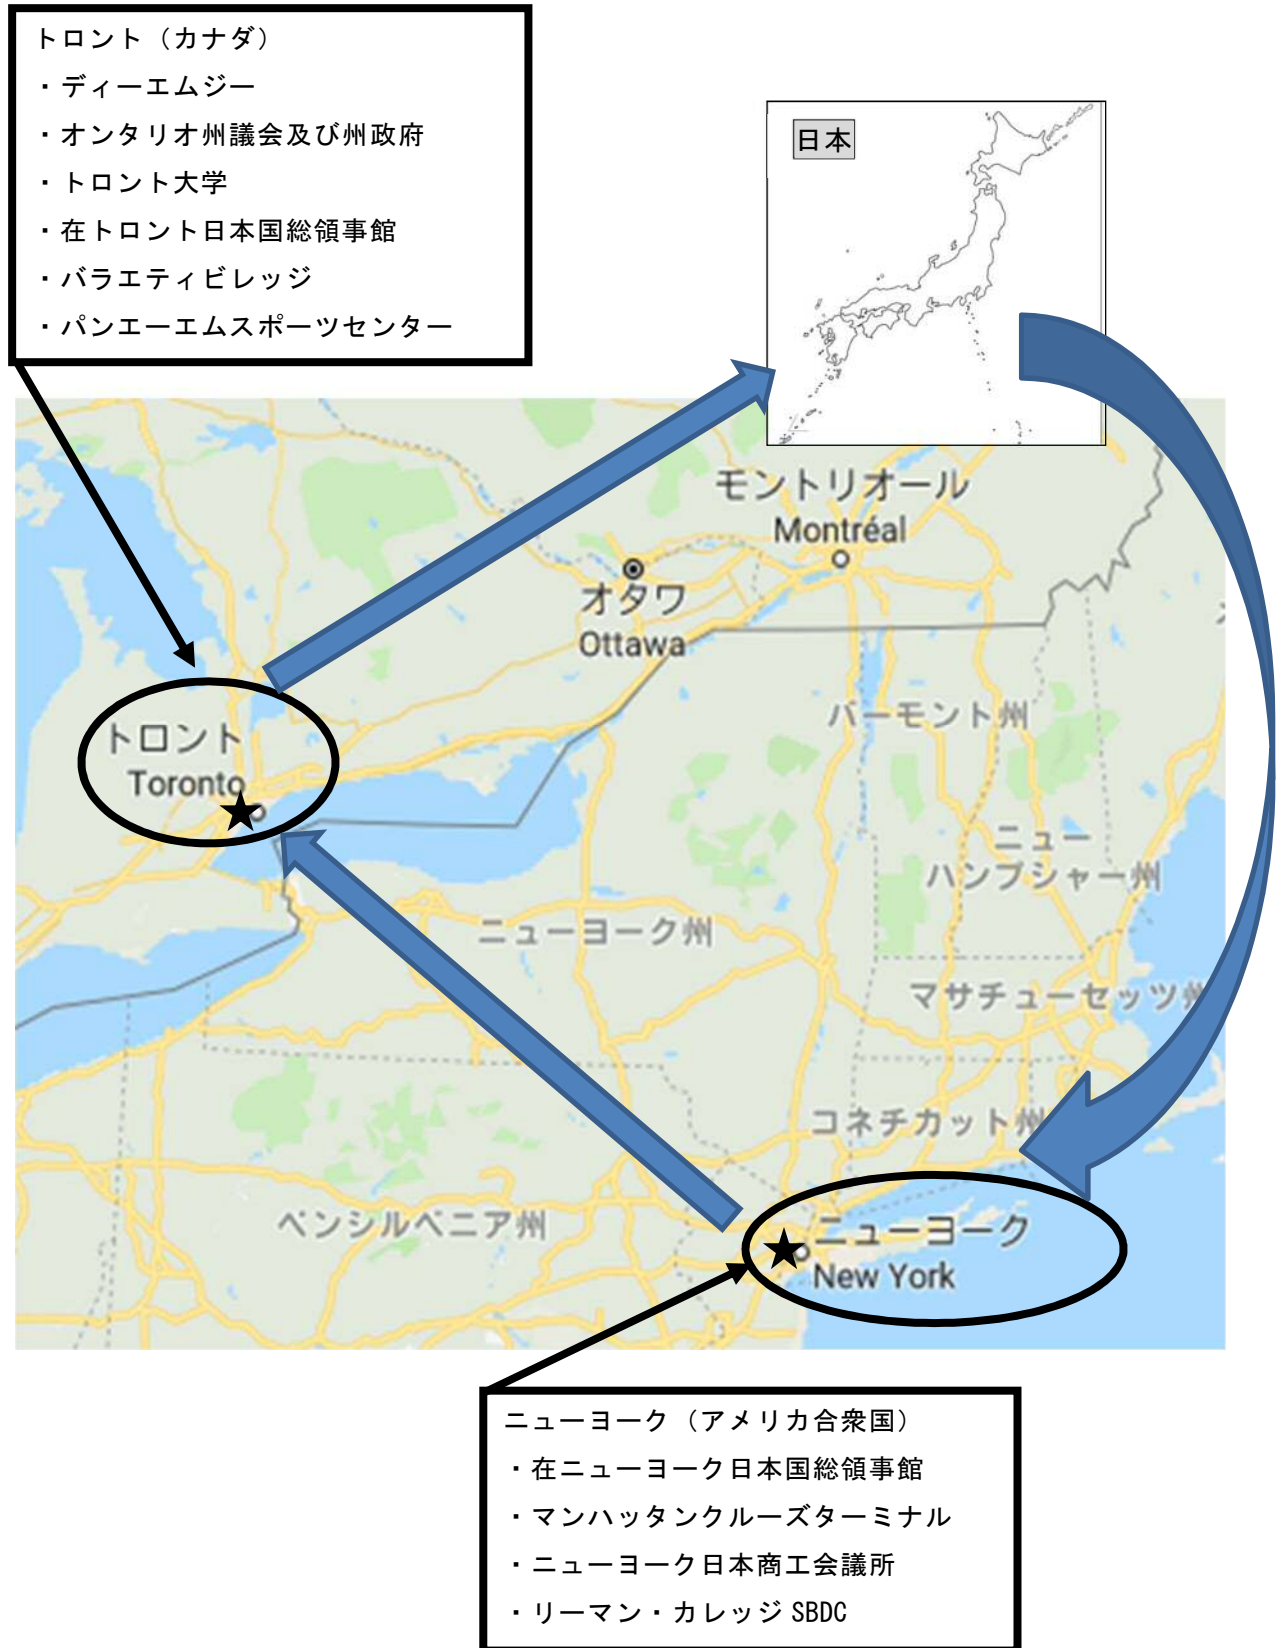 トロント（カナダ）
・ディーエムジー
・オンタリオ州議会及び州政府
・トロント大学
・在トロント日本国総領事館
・バラエティビレッジ
・パンエーエムスポーツセンター
日本
モントリオール
Montréal
オタワ
Ottawa
トロント
Toronto
バーモント州
ニュー
ハンプシャー州
ニューヨーク州
マサチューセッツ州
コネチカット州
ペンシルベニア州
ニューヨーク
New York
ニューヨーク（アメリカ合衆国）
・在ニューヨーク日本国総領事館
・マンハッタンクルーズターミナル
・ニューヨーク日本商工会議所
・リーマン・カレッジ SBDC